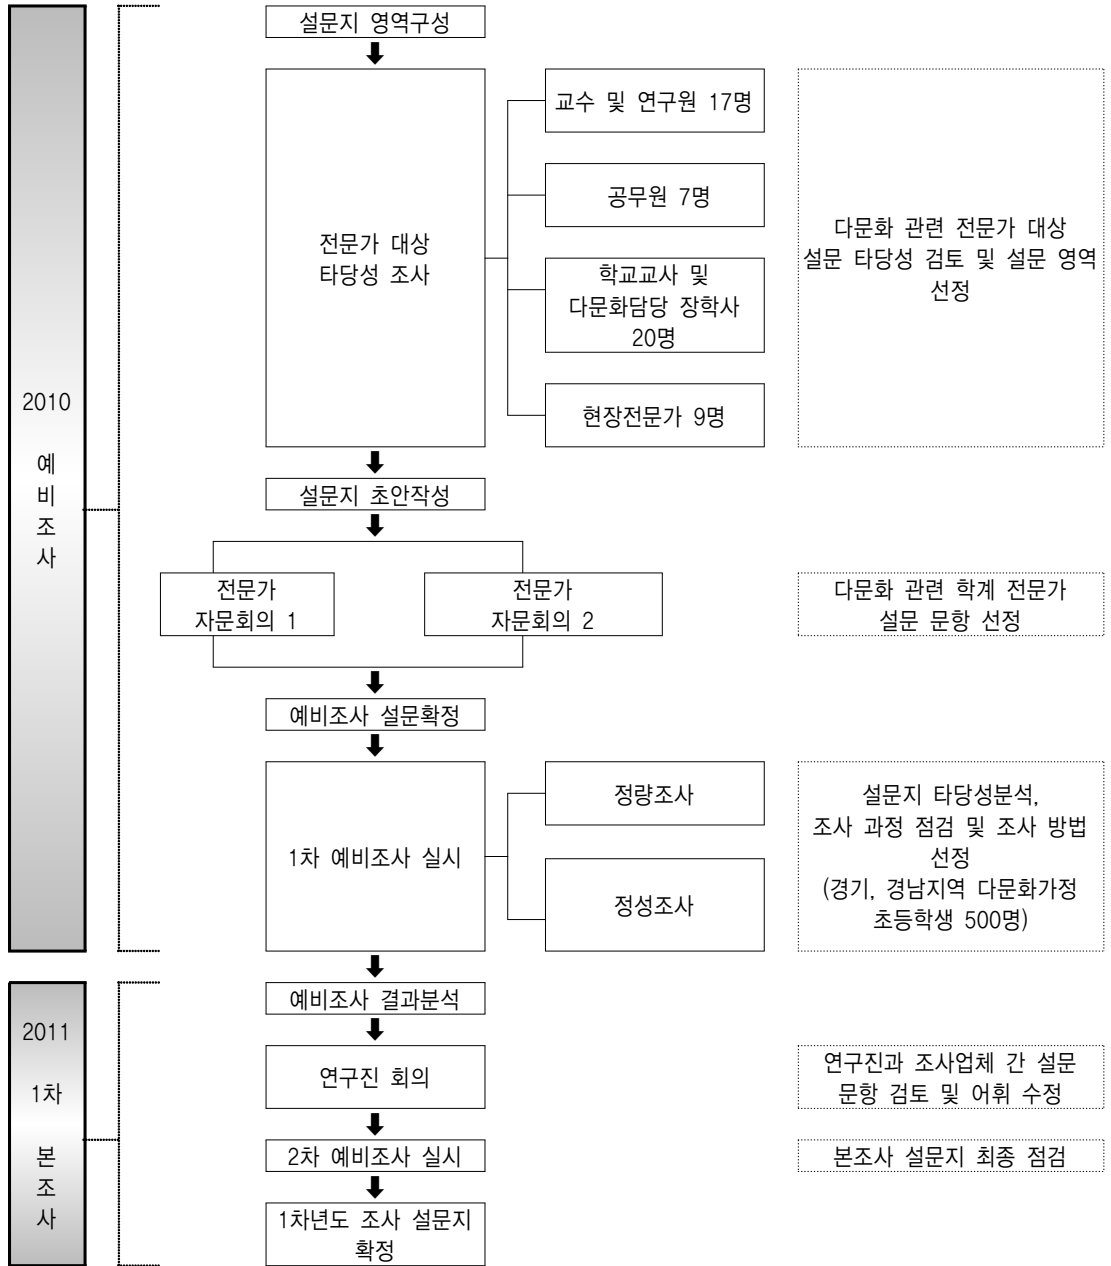 2010
예
비
조
사
설문지 영역구성
전문가 대상
타당성 조사
교수 및 연구원 17명
공무원 7명
학교교사 및
다문화담당 장학사
20명
현장전문가 9명
다문화 관련 전문가 대상
설문 타당성 검토 및 설문 영역
선정
설문지 초안작성
전문가
자문회의 1
전문가
자문회의 2
다문화 관련 학계 전문가
설문 문항 선정
예비조사 설문확정
1차 예비조사 실시
정량조사
정성조사
설문지 타당성분석,
조사 과정 점검 및 조사 방법
선정
(경기, 경남지역 다문화가정
초등학생 500명)
2011
1차
본
조
사
예비조사 결과분석
연구진 회의
연구진과 조사업체 간 설문
문항 검토 및 어휘 수정
2차 예비조사 실시
본조사 설문지 최종 점검
1차년도 조사 설문지
확정